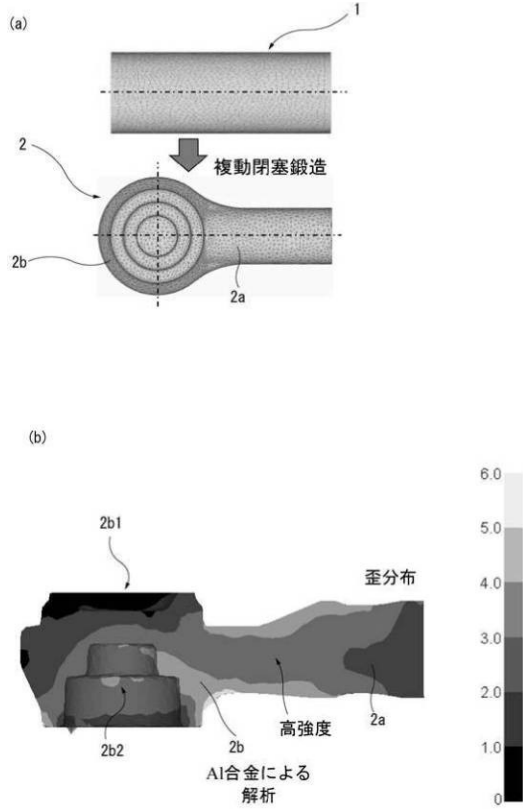 (a)
1
複動閉塞鍛造
2
2b
2a
(b)
6.0
2b1
5.0
歪分布
4.0
3.0
2.0
2a
高強度
2b
2b2
1.0
Al合金による
解析
0